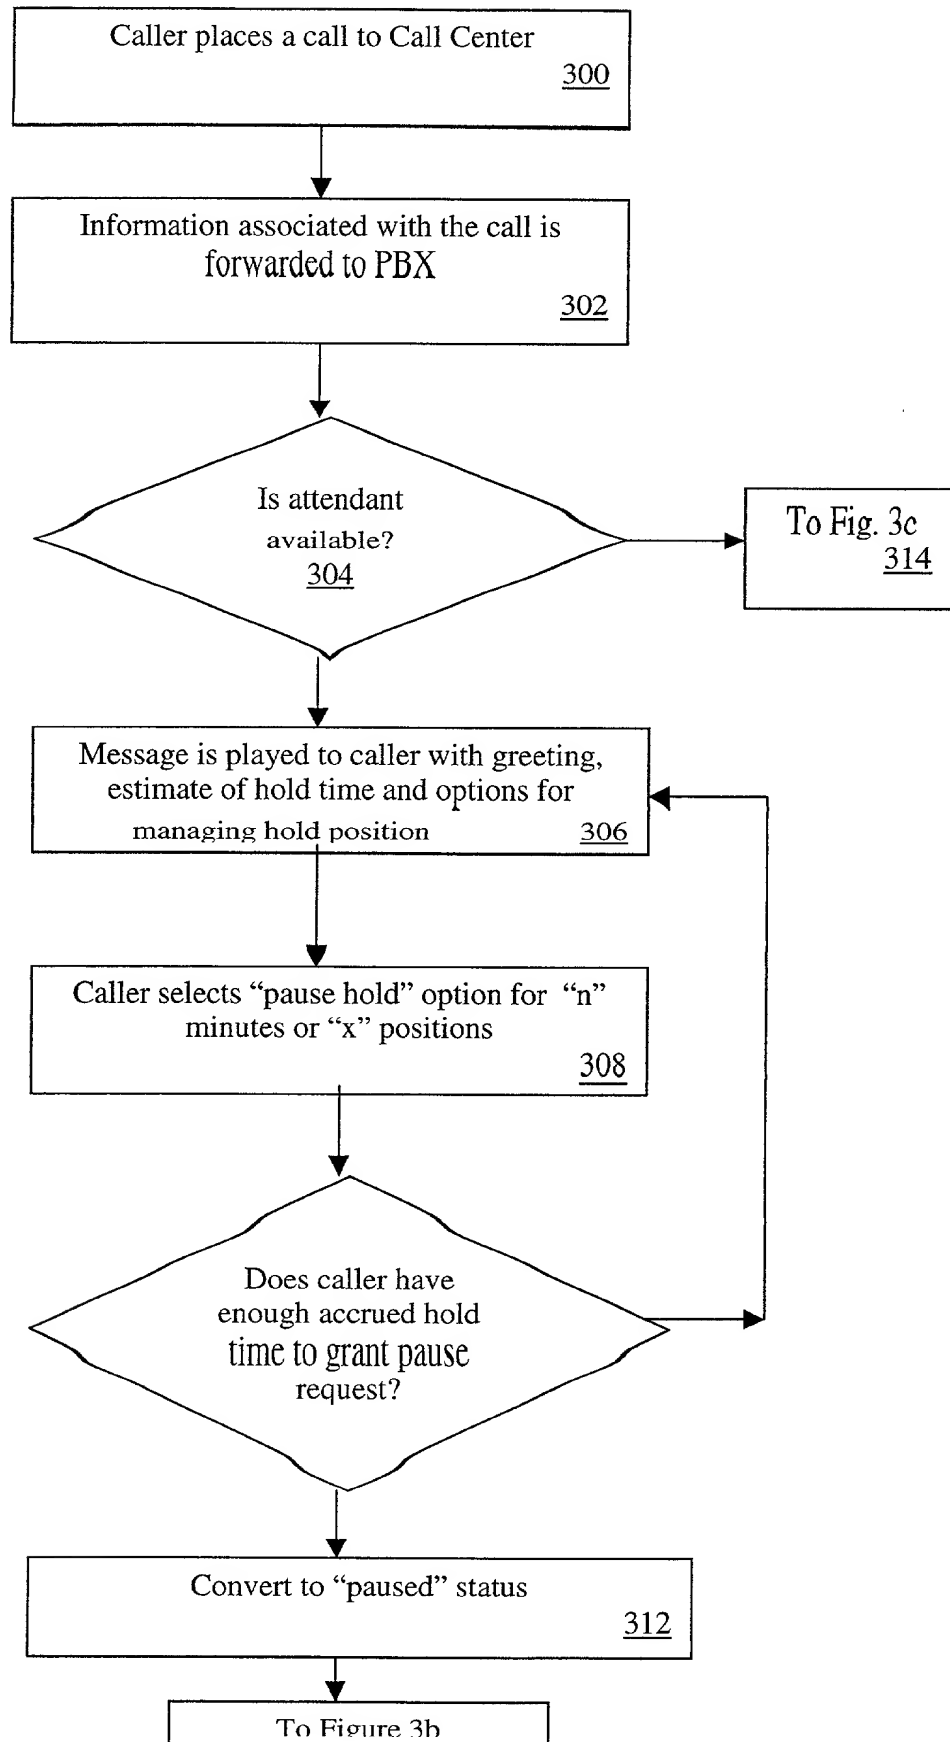 Caller places a call to Call Center
300
Information associated with the call is
forwarded to PBX
302
Is attendant
available?
304
To Fig. 3c
314
Message is played to caller with greeting,
estimate of hold time and options for
managing hold position
306
Caller selects “pause hold” option for “n”
minutes or “x” positions
308
Does caller have
enough accrued hold
time to grant pause
request?
Convert to “paused” status
312
To Figure 3b